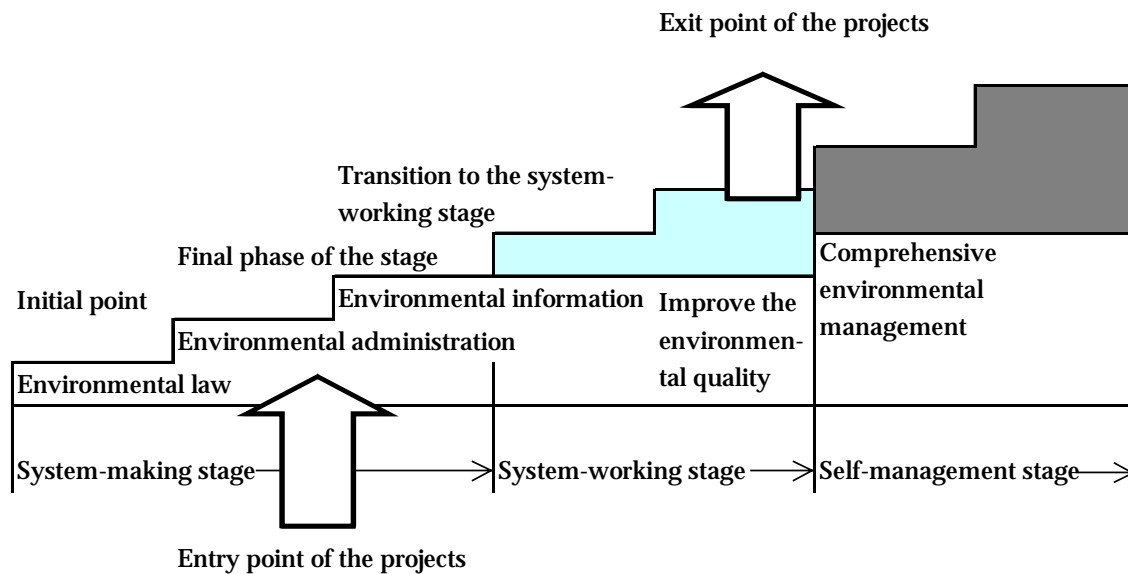 Exit point of the projects
Transition to the system-
working stage
Final phase of the stage
Initial point
Comprehensive
environmental
management
Environmental information
Improve the
environmen-
tal quality
Environmental administration
Environmental law
System-making stage
System-working stage
Self-management stage
Entry point of the projects